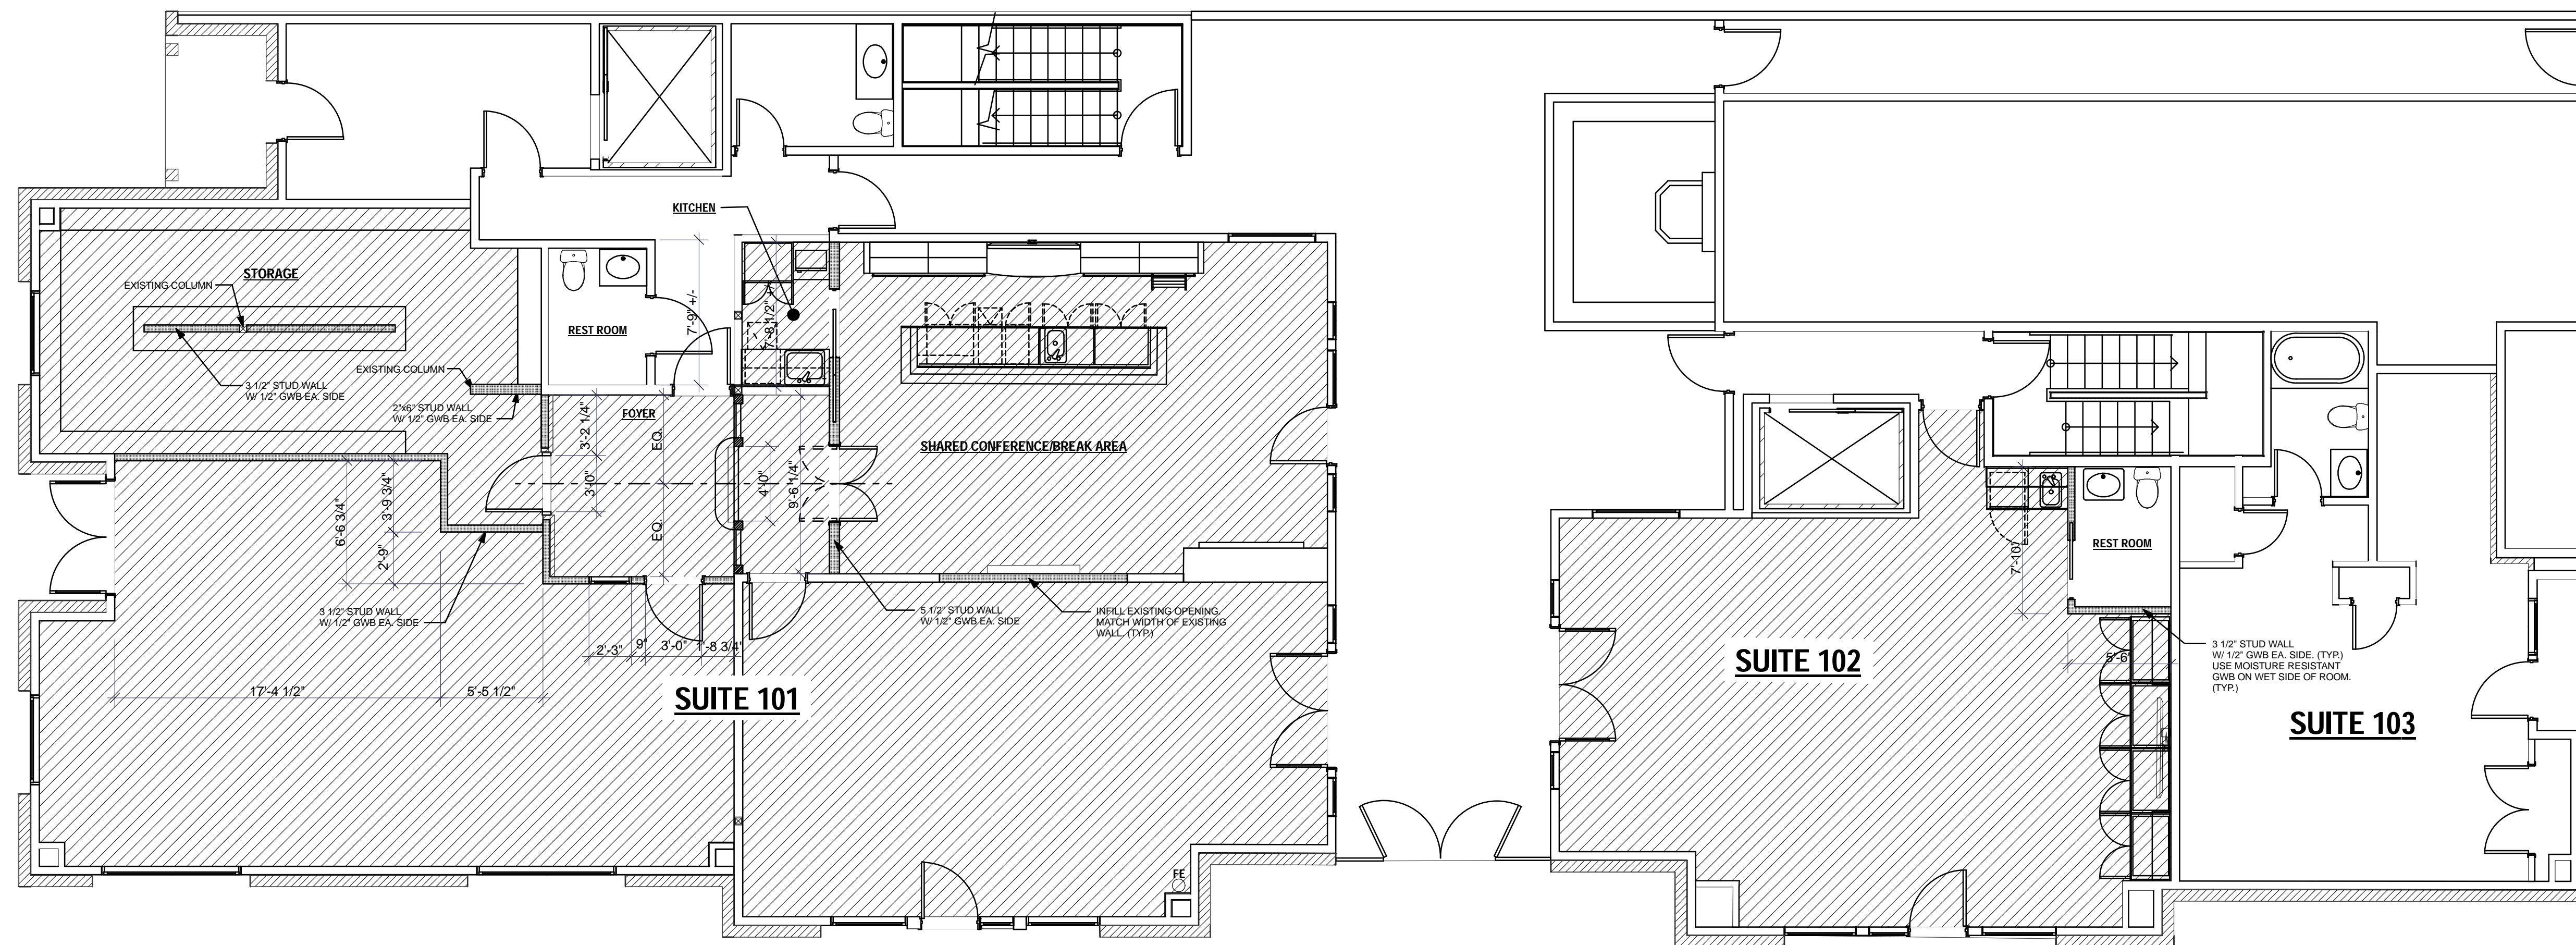 KITCHEN
STORAGE
EXISTING COLUMN
3 1/2" STUD WALL
W/ 1/2" GWB EA. SIDE
EXISTING COLUMN
2"x6" STUD WALL
W/ 1/2" GWB EA. SIDE
REST ROOM
7'-9" +/-
7'-8 1/2" +/-
FOYER
3'-2 1/4"
3'-0"
EQ.
EQ.
4'-0"
9'-6 1/4"
SHARED CONFERENCE/BREAK AREA
6'-6 3/4"
3'-9 3/4"
2'-9"
3 1/2" STUD WALL
W/ 1/2" GWB EA. SIDE
5 1/2" STUD WALL
W/ 1/2" GWB EA. SIDE
INFILL EXISTING OPENING.
MATCH WIDTH OF EXISTING
WALL. (TYP.)
2'-3"
9"
3'-0"
1'-8 3/4"
17'-4 1/2"
5'-5 1/2"
SUITE 101
FE
REST ROOM
7'-10"
SUITE 102
5'-6"
3 1/2" STUD WALL
W/ 1/2" GWB EA. SIDE. (TYP.)
USE MOISTURE RESISTANT
GWB ON WET SIDE OF ROOM.
(TYP.)
SUITE 103